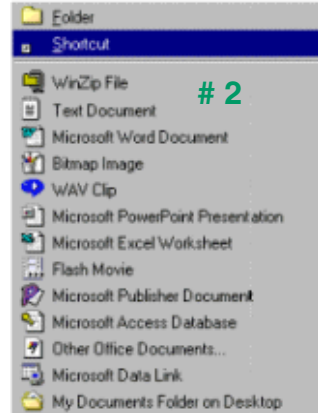 Folder
Shortcut
WinZip File
# 2
Text Document
Microsoft Word Document
Bitmap Image
WAV Clip
Microsoft PowerPoint Presentation
Microsoft Excel Worksheet
Flash Movie
Microsoft Publisher Document
Microsoft Access Database
Other Office Documents...
Microsoft Data Link
My Documents Folder on Desktop